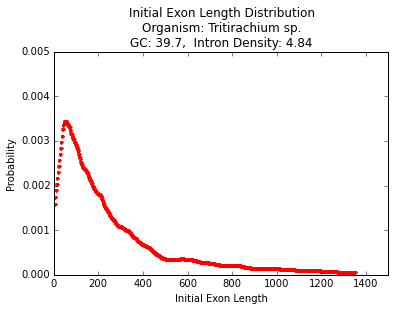 Initial Exon Length Distribution
Organism: Tritirachium sp.
GC: 39.7,  Intron Density: 4.84
0.005
0.004
0.003
0.002
0.001
0.000
Probability
0 200 400 600 800 1000 1200 1400
Initial Exon Length